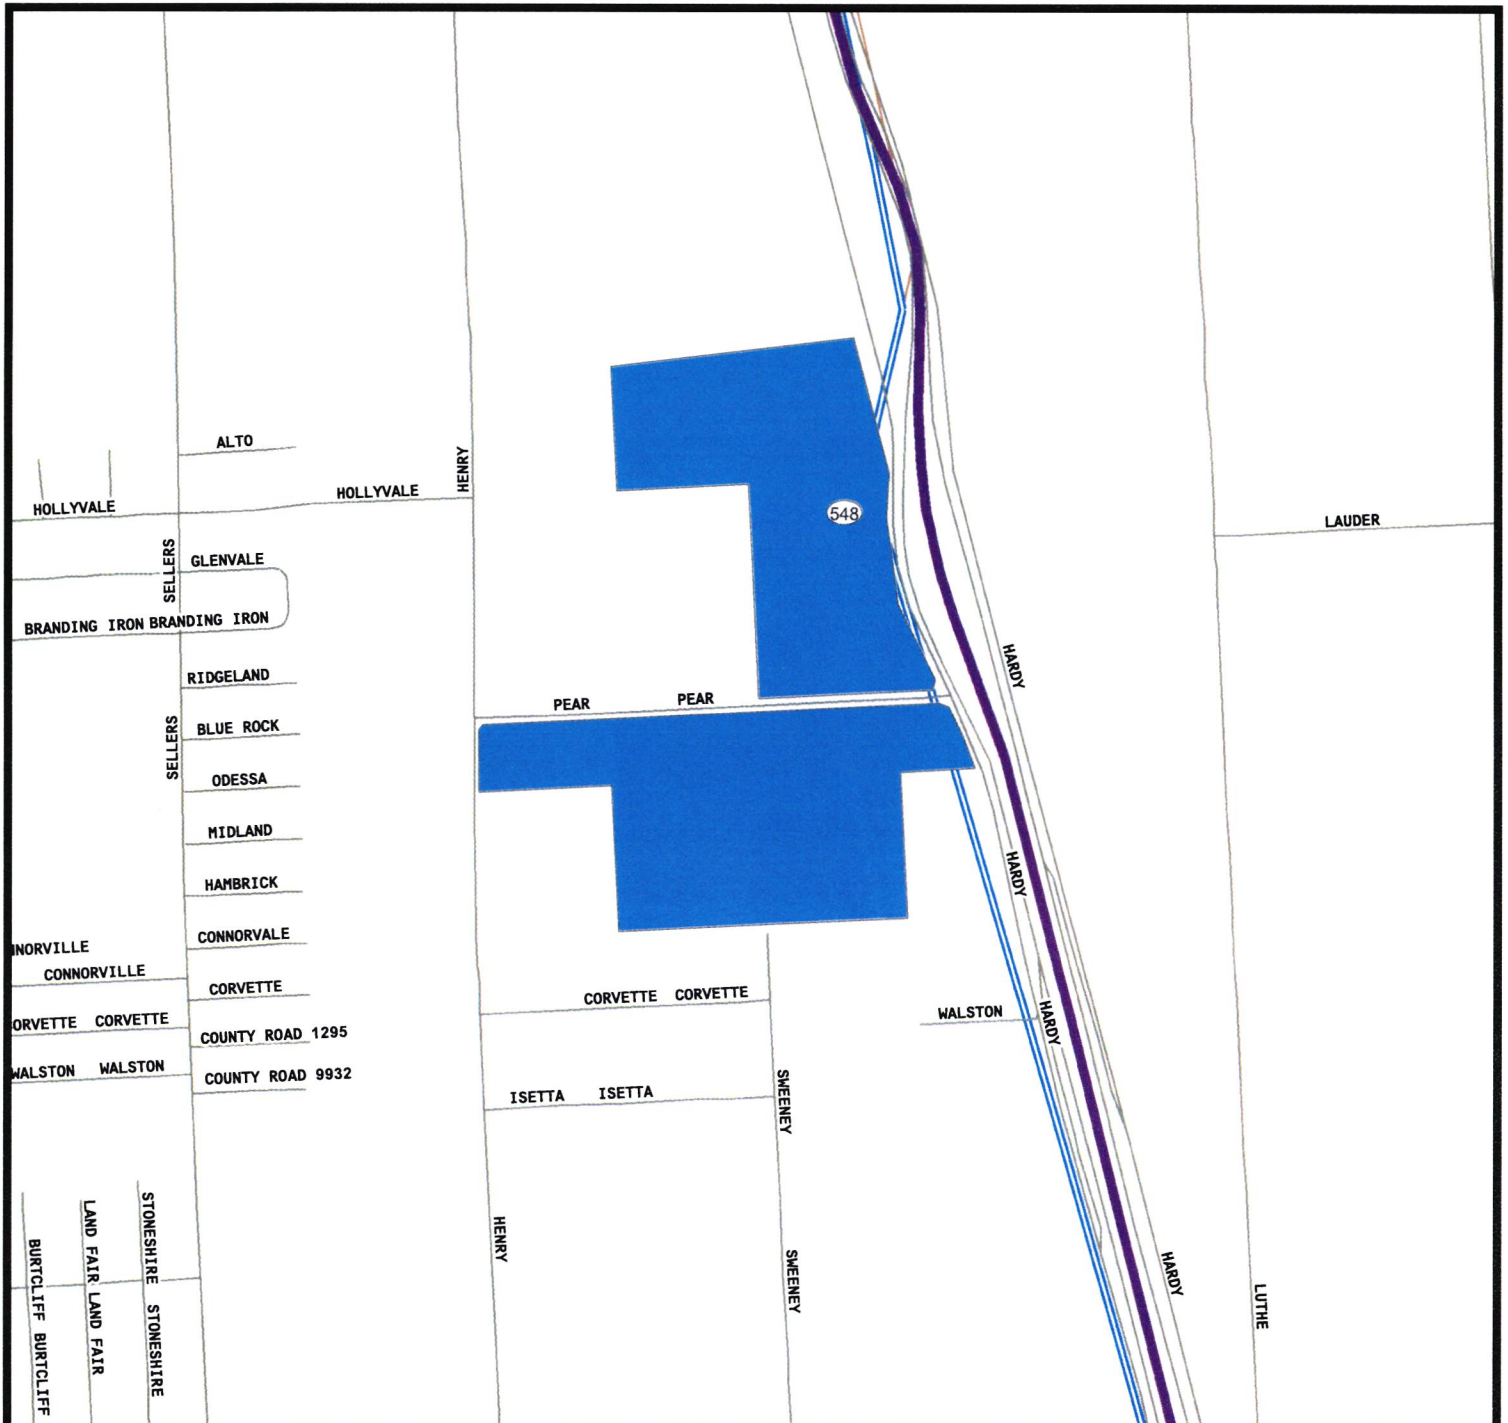 ALTO
HENRY
HOLLYVALE
HOLLYVALE
548
LAUDER
SELLERS
GLENVALE
BRANDING IRON BRANDING IRON
HARDY
RIDGELAND
PEAR PEAR
SELLERS
BLUE ROCK
ODESSA
MIDLAND
HARDY
HAMBRICK
CONNORVALE
NNORVILLE
CONNORVILLE
CORVETTE
CORVETTE CORVETTE
HARDY
WALSTON
ORVETTE CORVETTE
COUNTY ROAD 1295
WALSTON WALSTON
COUNTY ROAD 9932
ISETTA ISETTA
SWEENEY
STONESHIRE STONESHIRE
LAND FAIR LAND FAIR
BURTCLIFF BURTCLIFF
HENRY
SWEENEY
HARDY
LUTHE